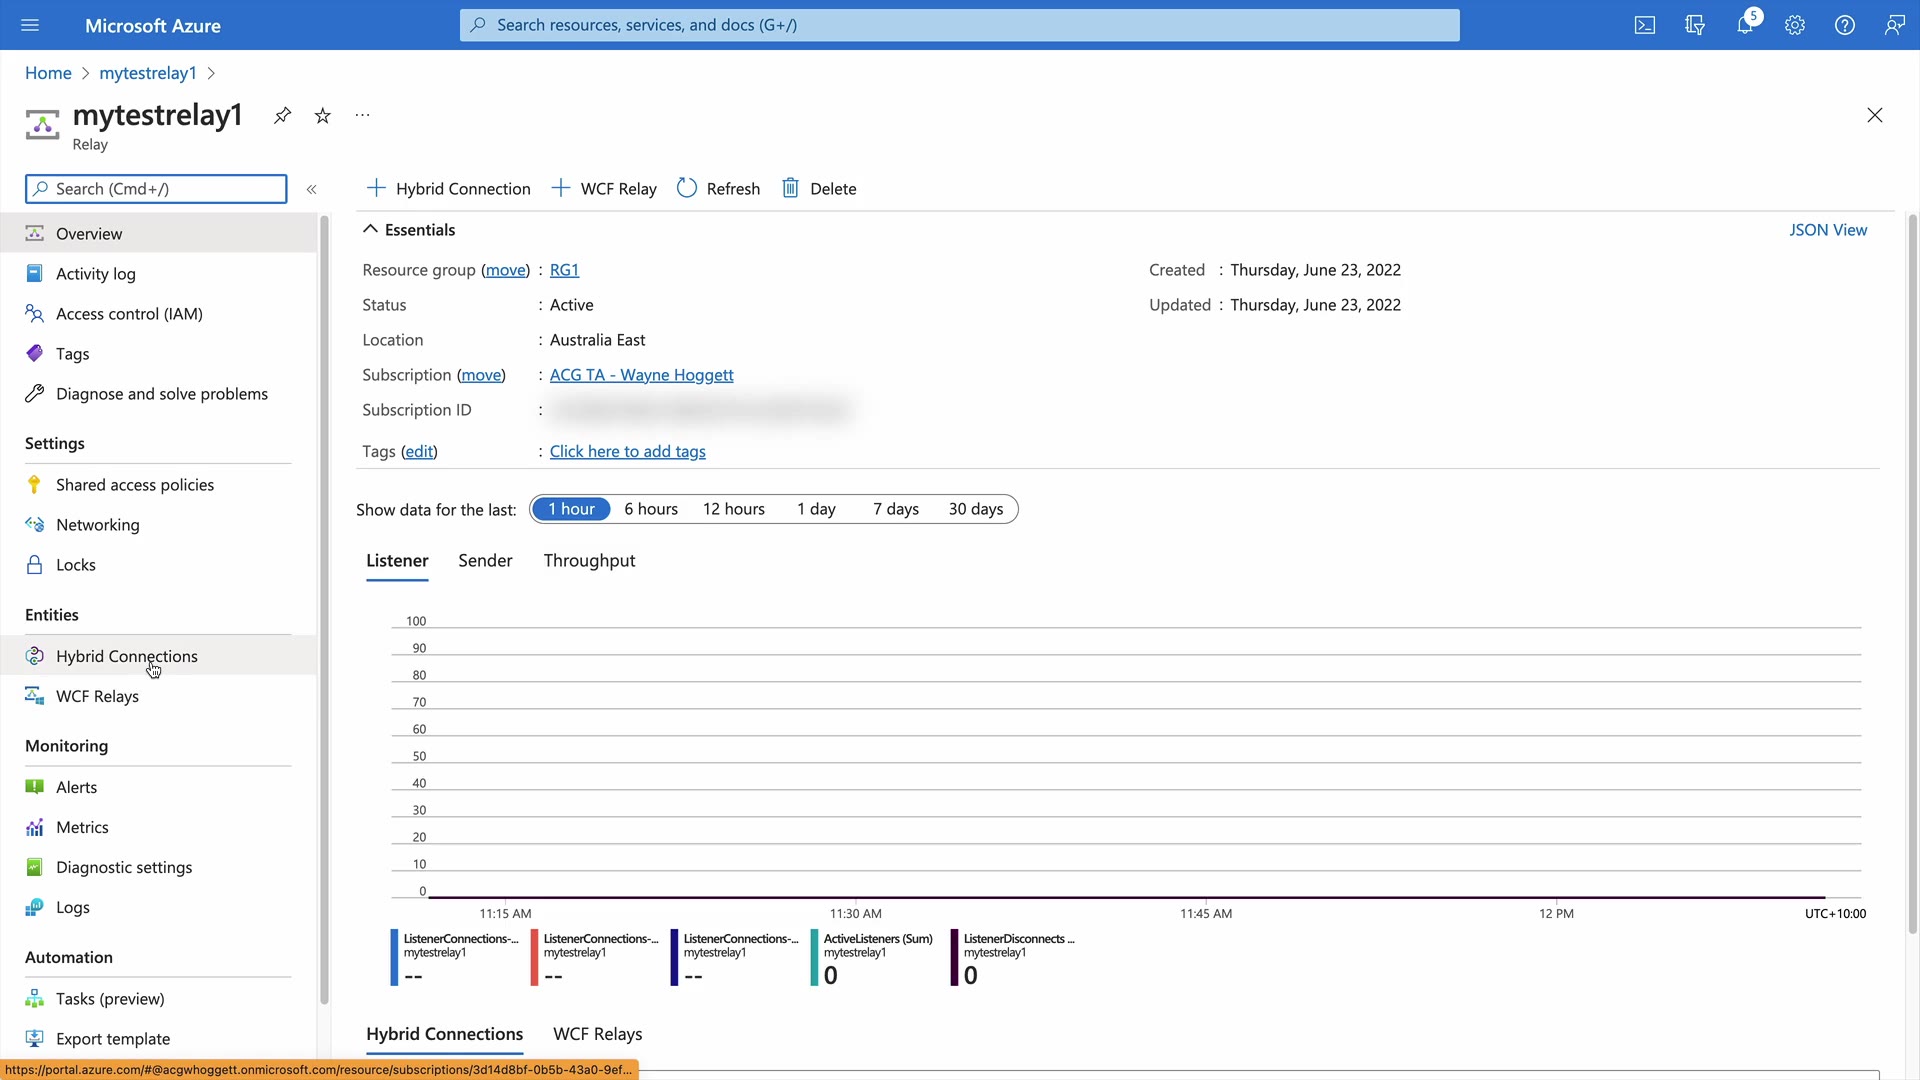 Microsoft Azure
Search resources, services, and docs (G+/)
5
Home > mytestrelay1 >
mytestrelay1
...
Relay
Search (Cmd+/)
«
Overview
Activity log
Access control (IAM)
Tags
Diagnose and solve problems
Settings
Shared access policies
Networking
Locks
Entities
Hybrid Connections
WCF Relays
Monitoring
Alerts
Metrics
Diagnostic settings
Logs
Automation
Tasks (preview)
Export template
+ Hybrid Connection + WCF Relay Refresh Delete
Essentials
JSON View
Resource group (move) : RG1
Status : Active
Location : Australia East
Subscription (move) : ACG TA - Wayne Hoggett
Subscription ID :
Tags (edit) : Click here to add tags
Created : Thursday, June 23, 2022
Updated : Thursday, June 23, 2022
Show data for the last: 1 hour 6 hours 12 hours 1 day 7 days 30 days
Listener Sender Throughput
100
90
80
70
60
50
40
30
20
10
0
11:15 AM 11:30 AM 11:45 AM 12 PM UTC+10:00
ListenerConnections-...
mytestrelay1
--
ListenerConnections-...
mytestrelay1
--
ListenerConnections-...
mytestrelay1
--
ActiveListeners (Sum)
mytestrelay1
0
ListenerDisconnects ...
mytestrelay1
0
Hybrid Connections WCF Relays
https://portal.azure.com/#@acgwhoggett.onmicrosoft.com/resource/subscriptions/3d14d8bf-0b5b-43a0-9ef...